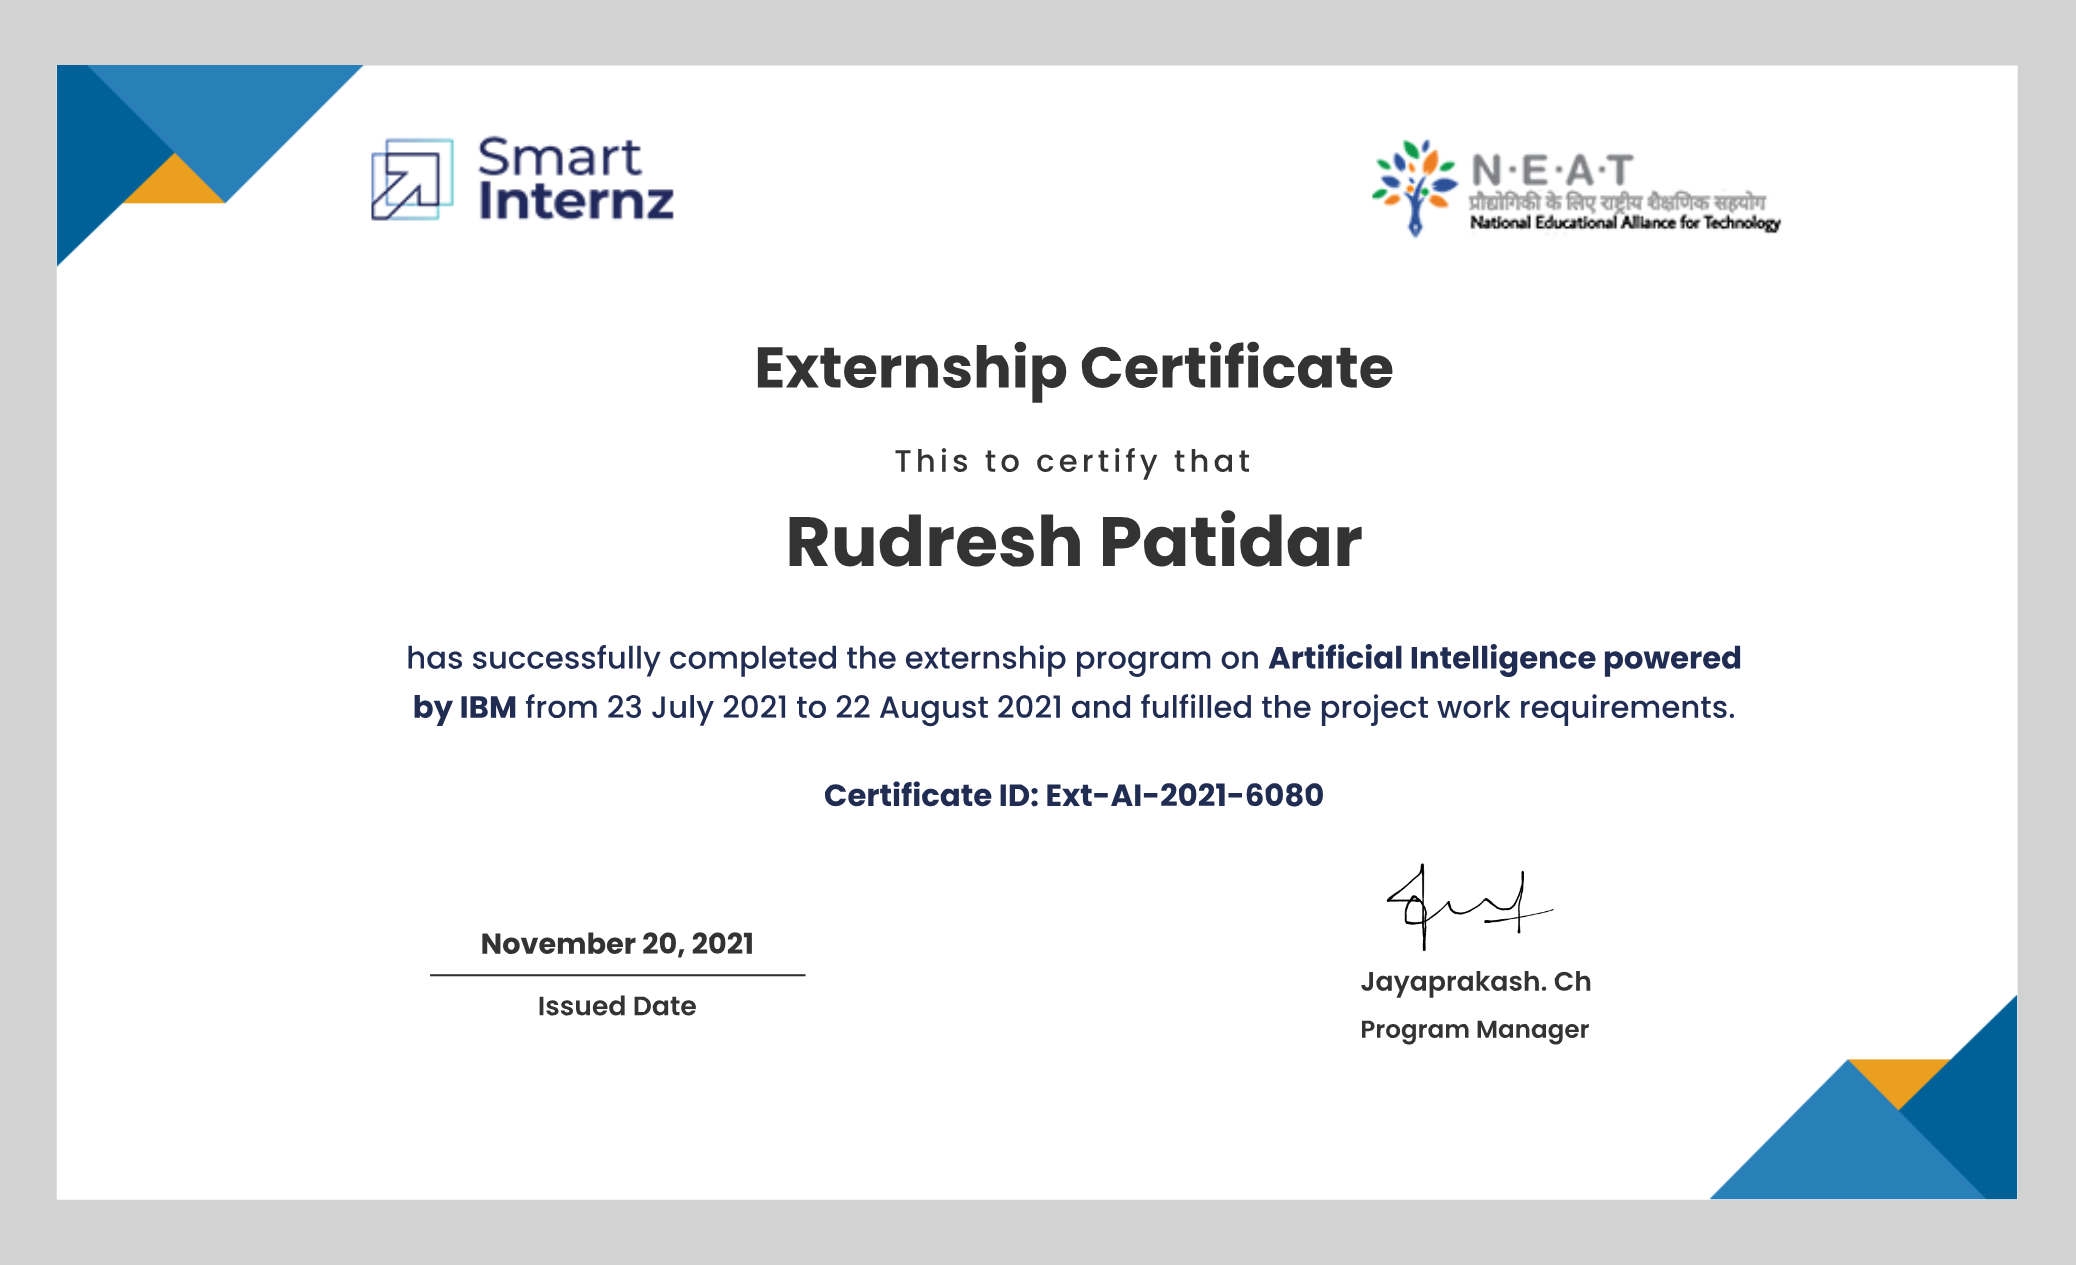 Smart
Internz
N·E·A·T
प्रौद्योगिकी के लिए राष्ट्रीय शैक्षणिक सहयोग
National Educational Alliance for Technology
Externship Certificate
This to certify that
Rudresh Patidar
has successfully completed the externship program on Artificial Intelligence powered
by IBM from 23 July 2021 to 22 August 2021 and fulfilled the project work requirements.
Certificate ID: Ext-AI-2021-6080
November 20, 2021
Issued Date
Jayaprakash. Ch
Program Manager